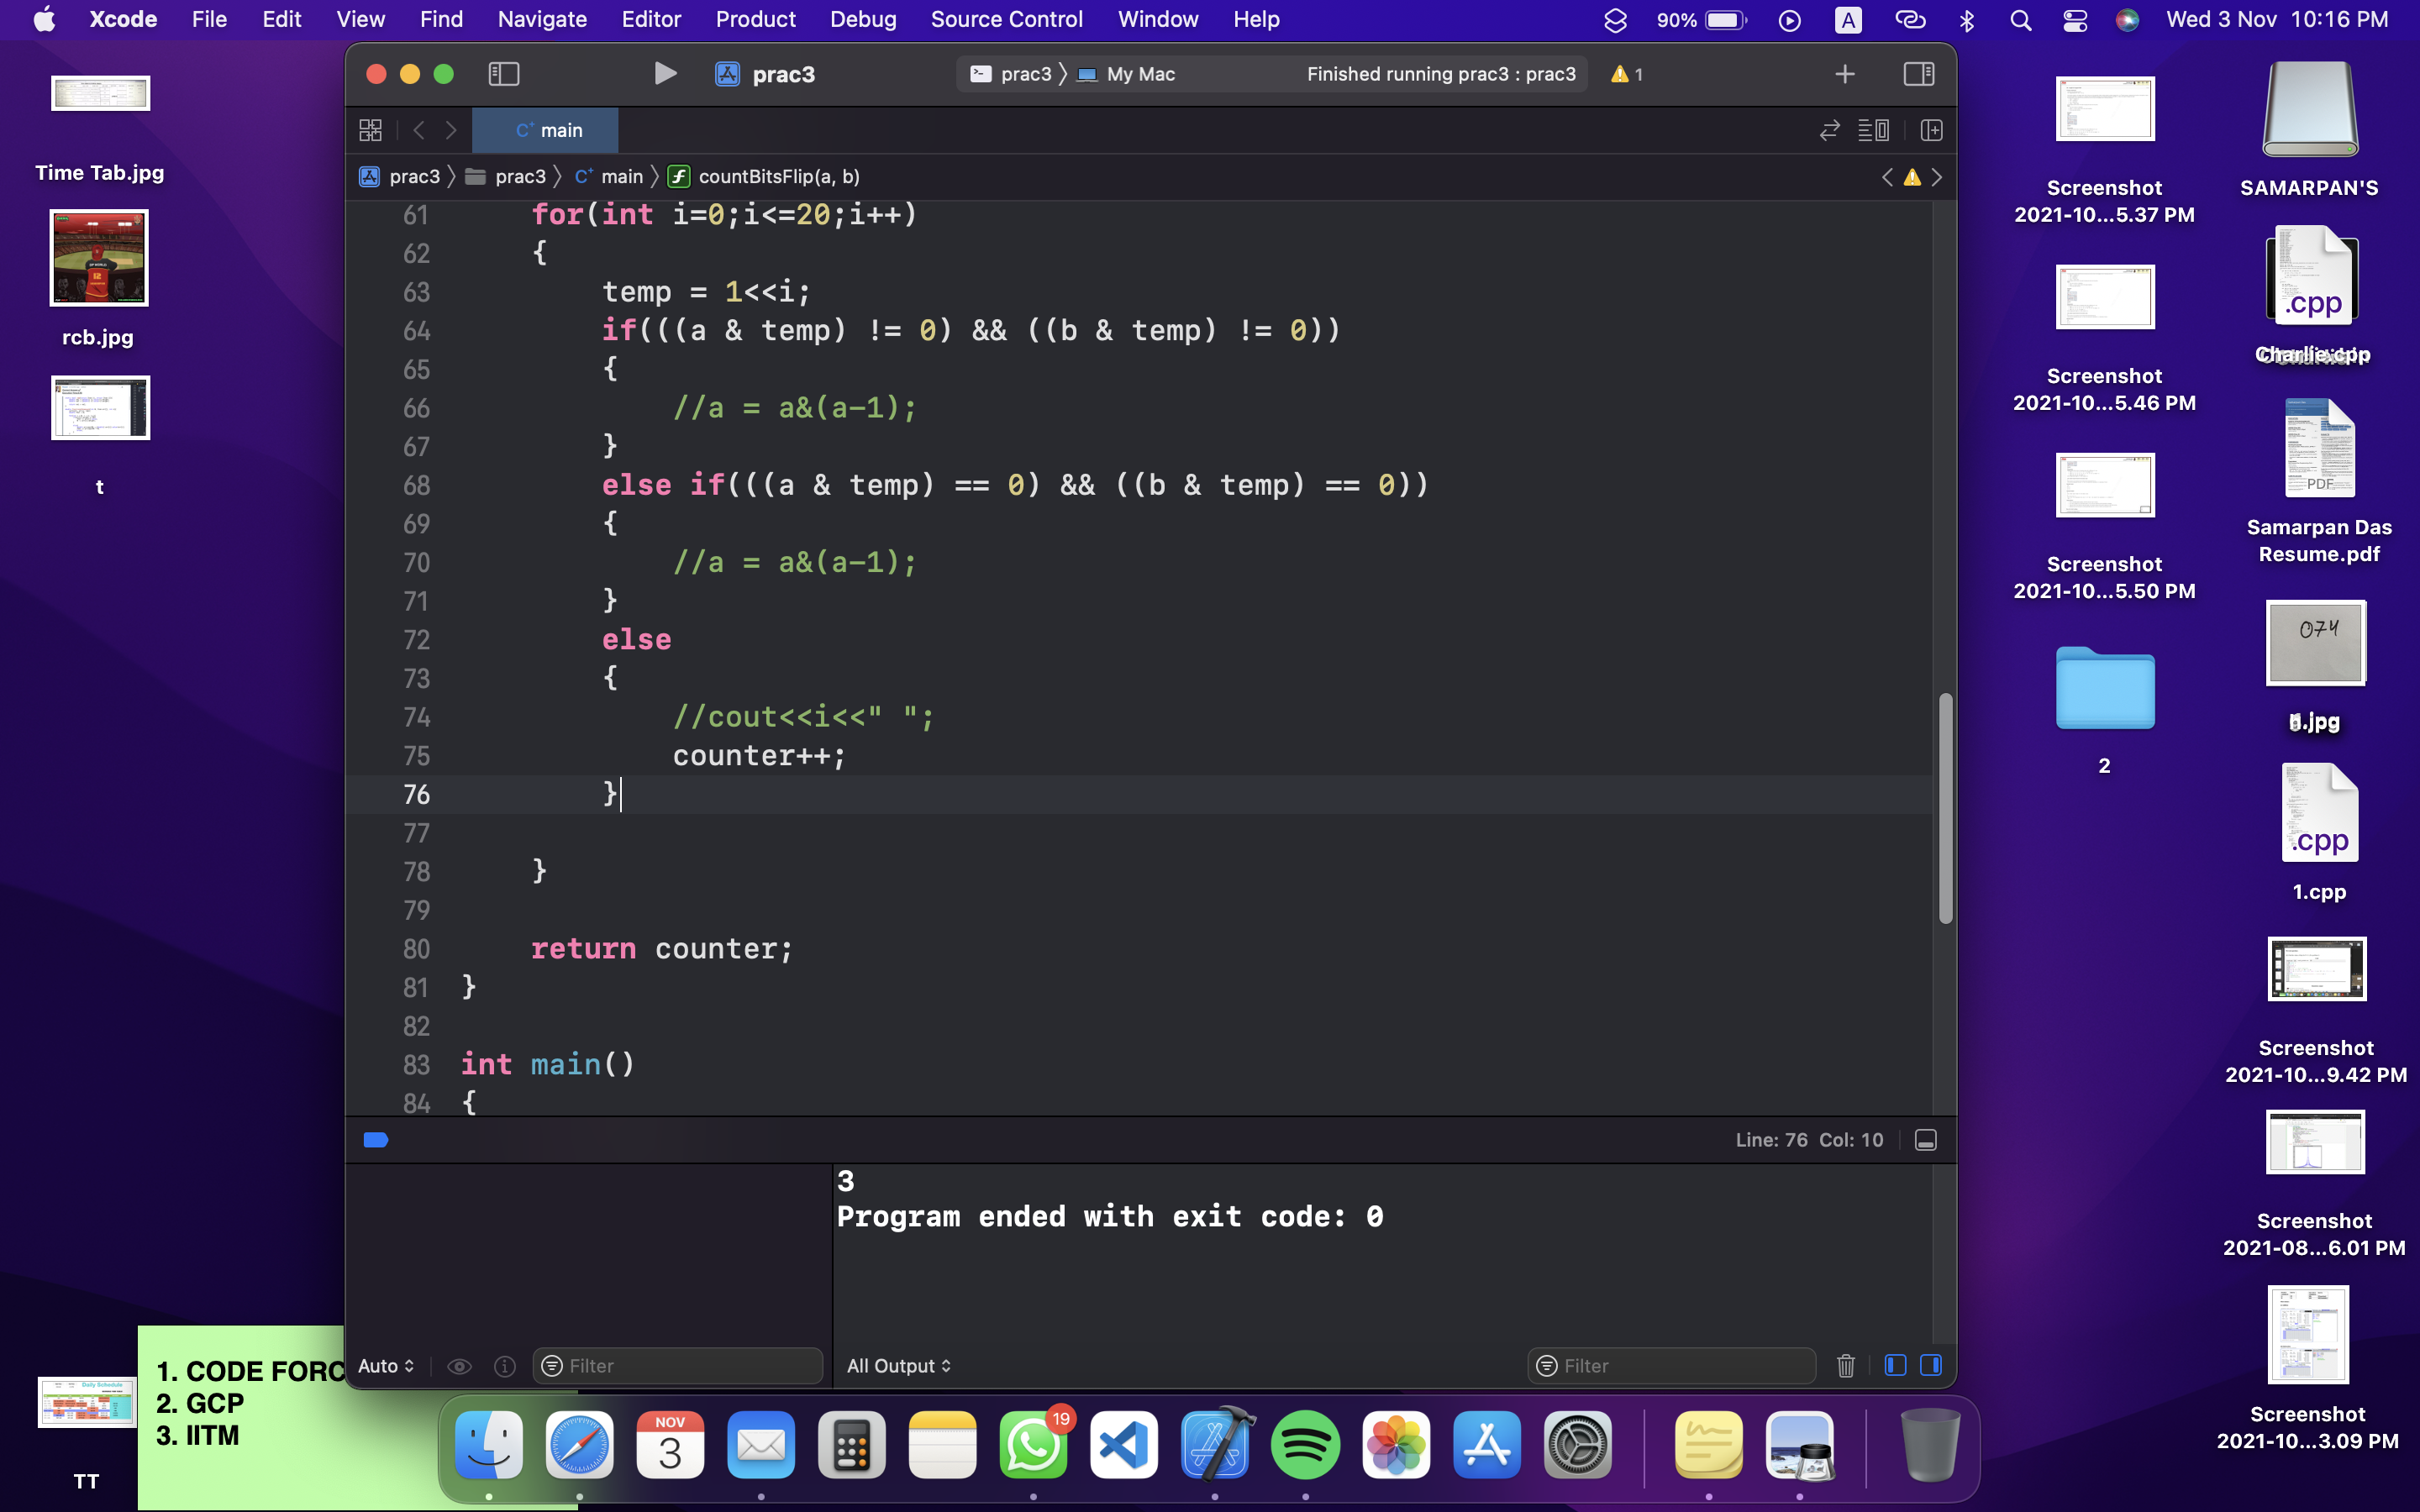 Xcode File Edit View Find Navigate Editor Product Debug Source Control Window Help 90% A Wed 3 Nov 10:16 PM
prac3 prac3 〉 My Mac Finished running prac3 : prac3 1
C+ main
prac3 〉 prac3 〉 C+ main 〉 f countBitsFlip(a, b)
61 for(int i=0;i<=20;i++)
62 {
63 temp = 1<<i;
64 if(((a & temp) != 0) && ((b & temp) != 0))
65 {
66 //a = a&(a-1);
67 }
68 else if(((a & temp) == 0) && ((b & temp) == 0))
69 {
70 //a = a&(a-1);
71 }
72 else
73 {
74 //cout<<i<<" ";
75 counter++;
76 }
77
78 }
79
80 return counter;
81 }
82
83 int main()
84 {
Line: 76 Col: 10
3
Program ended with exit code: 0
Auto Filter
All Output Filter
Time Tab.jpg
rcb.jpg
t
1. CODE FORC
2. GCP
3. IITM
TT
Daily Schedule
Screenshot
2021-10...5.37 PM
Screenshot
2021-10...5.46 PM
Screenshot
2021-10...5.50 PM
2
SAMARPAN'S
.cpp
Charlie.cpp
PDF
Samarpan Das
Resume.pdf
074
.jpg
.cpp
1.cpp
Screenshot
2021-10...9.42 PM
Screenshot
2021-08...6.01 PM
Screenshot
2021-10...3.09 PM
NOV
3
19